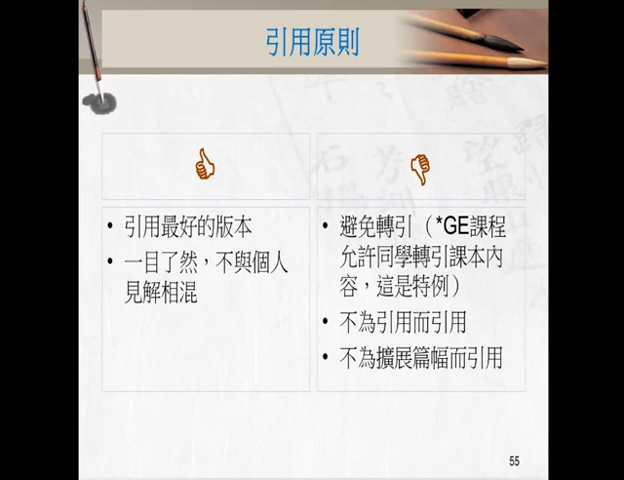 引用原則
• 引用最好的版本
• 一目了然，不與個人
見解相混
• 避免轉引（*GE課程
允許同學轉引課本內
容，這是特例）
• 不為引用而引用
• 不為擴展篇幅而引用
55